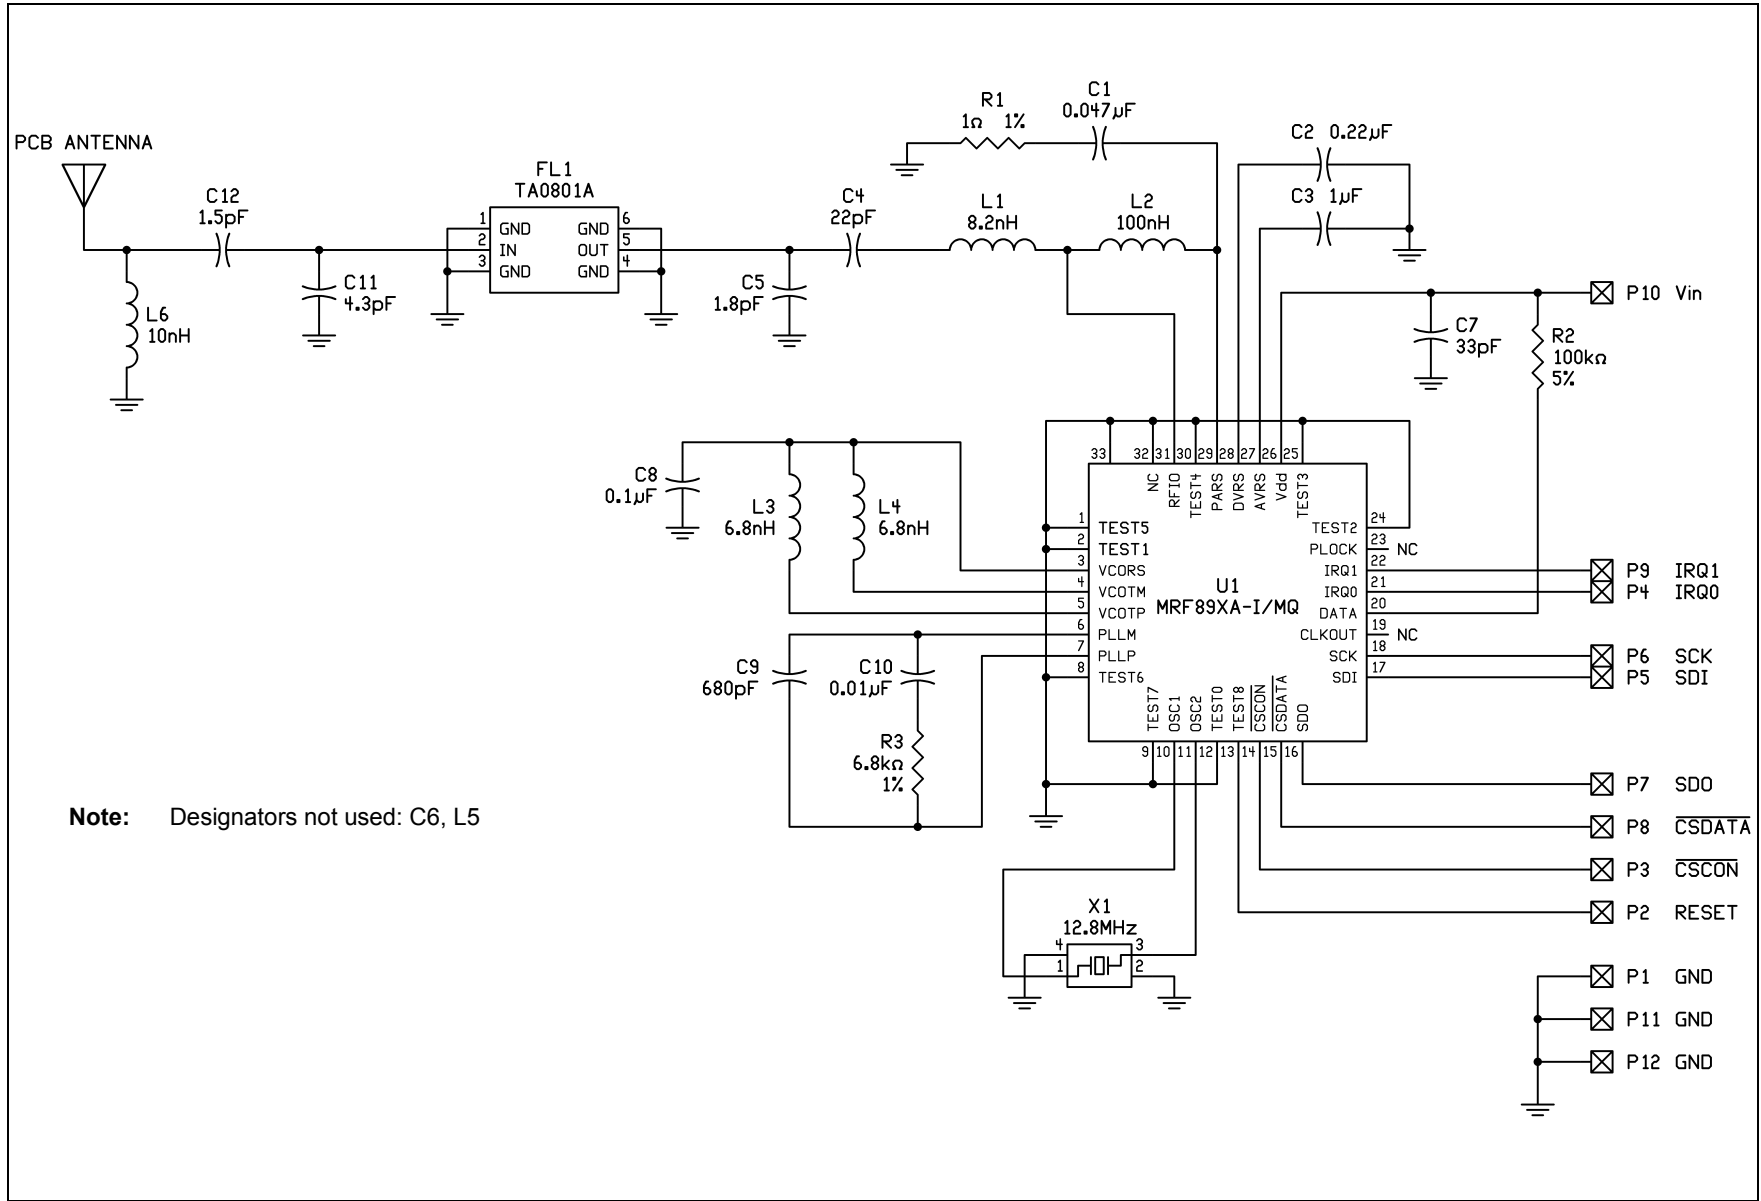 PCB ANTENNA
C12
1.5pF
L6
10nH
C11
4.3pF
FL1
TA0801A
1 GND
2 IN
3 GND
GND 6
OUT 5
GND 4
C5
1.8pF
C4
22pF
R1
1Ω 1%
C1
0.047µF
L1
8.2nH
L2
100nH
C2 0.22µF
C3 1µF
P10 Vin
C7
33pF
R2
100kΩ
5%
C8
0.1µF
L3
6.8nH
L4
6.8nH
C9
680pF
C10
0.01µF
R3
6.8kΩ
1%
33
32 NC
31 RFIO
30 TEST4
29 PARS
28 DVRS
27 AVRS
26 Vdd
25 TEST3
1 TEST5
2 TEST1
3 VCORS
4 VCOTM
5 VCOTP
6 PLLM
7 PLLP
8 TEST6
U1
MRF89XA-I/MQ
TEST2 24
PLOCK 23 NC
IRQ1 22
IRQ0 21
DATA 20
CLKOUT 19 NC
SCK 18
SDI 17
TEST7 9
OSC1 10
OSC2 11
TEST0 12
TEST8 13
CSCON 14
CSDATA 15
SDO 16
P9 IRQ1
P4 IRQ0
P6 SCK
P5 SDI
P7 SDO
P8 CSDATA
P3 CSCON
P2 RESET
P1 GND
P11 GND
P12 GND
X1
12.8MHz
4
1
3
2
Note: Designators not used: C6, L5